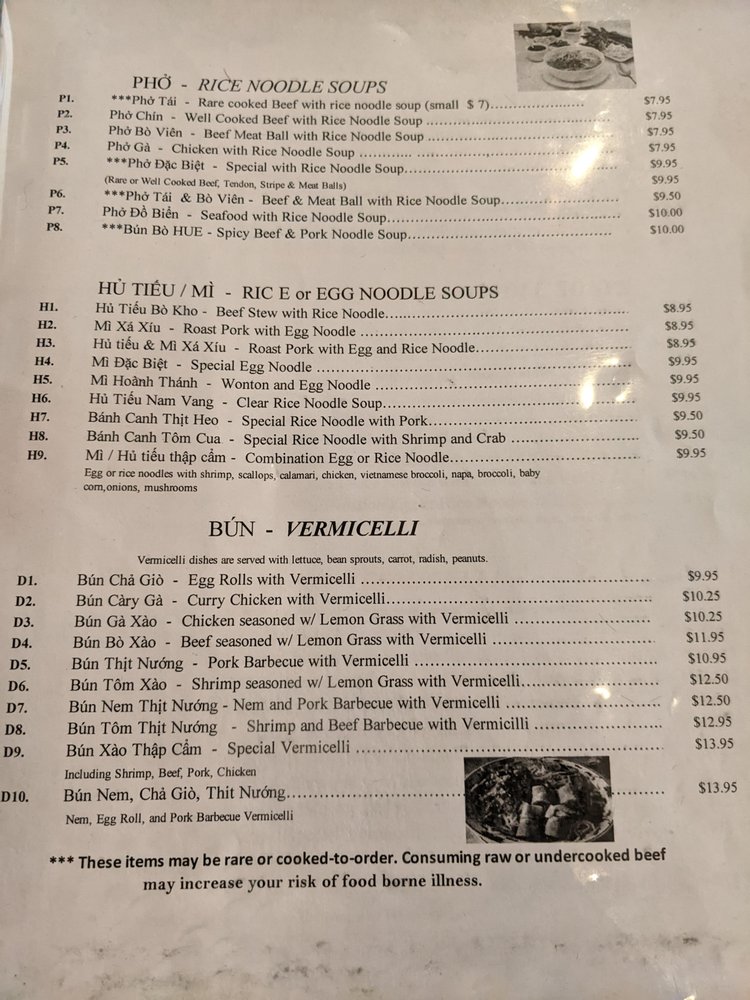 PHỞ - RICE NOODLE SOUPS
P1. ***Phở Tái - Rare cooked Beef with rice noodle soup (small $ 7)..................... $7.95
P2. Phở Chín - Well Cooked Beef with Rice Noodle Soup ................................... $7.95
P3. Phở Bò Viên - Beef Meat Ball with Rice Noodle Soup ................................... $7.95
P4. Phở Gà - Chicken with Rice Noodle Soup ............. ................................... $7.95
P5. ***Phở Đặc Biệt - Special with Rice Noodle Soup........................................... $9.95
(Rare or Well Cooked Beef, Tendon, Stripe & Meat Balls) $9.95
P6. ***Phở Tái & Bò Viên - Beef & Meat Ball with Rice Noodle Soup........................ $9.50
P7. Phở Đồ Biển - Seafood with Rice Noodle Soup.............................................. $10.00
P8. ***Bún Bò HUE - Spicy Beef & Pork Noodle Soup.......................................... $10.00
HỦ TIẾU / MÌ - RIC E or EGG NOODLE SOUPS
H1. Hủ Tiếu Bò Kho - Beef Stew with Rice Noodle.................................................. $8.95
H2. Mì Xá Xíu - Roast Pork with Egg Noodle ....................................................... $8.95
H3. Hủ tiếu & Mì Xá Xíu - Roast Pork with Egg and Rice Noodle............................... $8.95
H4. Mì Đặc Biệt - Special Egg Noodle ................................................................ $9.95
H5. Mì Hoành Thánh - Wonton and Egg Noodle .................................................... $9.95
H6. Hủ Tiếu Nam Vang - Clear Rice Noodle Soup................................................... $9.95
H7. Bánh Canh Thịt Heo - Special Rice Noodle with Pork.......................................... $9.50
H8. Bánh Canh Tôm Cua - Special Rice Noodle with Shrimp and Crab ........................ $9.50
H9. Mì / Hủ tiếu thập cẩm - Combination Egg or Rice Noodle..................................... $9.95
Egg or rice noodles with shrimp, scallops, calamari, chicken, vietnamese broccoli, napa, broccoli, baby
corn,onions, mushrooms
BÚN - VERMICELLI
Vermicelli dishes are served with lettuce, bean sprouts, carrot, radish, peanuts.
D1. Bún Chả Giò - Egg Rolls with Vermicelli ........................................................... $9.95
D2. Bún Càry Gà - Curry Chicken with Vermicelli...................................................... $10.25
D3. Bún Gà Xào - Chicken seasoned w/ Lemon Grass with Vermicelli ........................... $10.25
D4. Bún Bò Xào - Beef seasoned w/ Lemon Grass with Vermicelli .................................. $11.95
D5. Bún Thịt Nướng - Pork Barbecue with Vermicelli .................................................. $10.95
D6. Bún Tôm Xào - Shrimp seasoned w/ Lemon Grass with Vermicelli............................. $12.50
D7. Bún Nem Thịt Nướng - Nem and Pork Barbecue with Vermicelli ................................ $12.50
D8. Bún Tôm Thịt Nướng - Shrimp and Beef Barbecue with Vermicilli ............................ $12.95
D9. Bún Xào Thập Cẩm - Special Vermicelli ............................................................... $13.95
Including Shrimp, Beef, Pork, Chicken
D10. Bún Nem, Chả Giò, Thít Nướng.................................................... $13.95
Nem, Egg Roll, and Pork Barbecue Vermicelli
*** These items may be rare or cooked-to-order. Consuming raw or undercooked beef
may increase your risk of food borne illness.